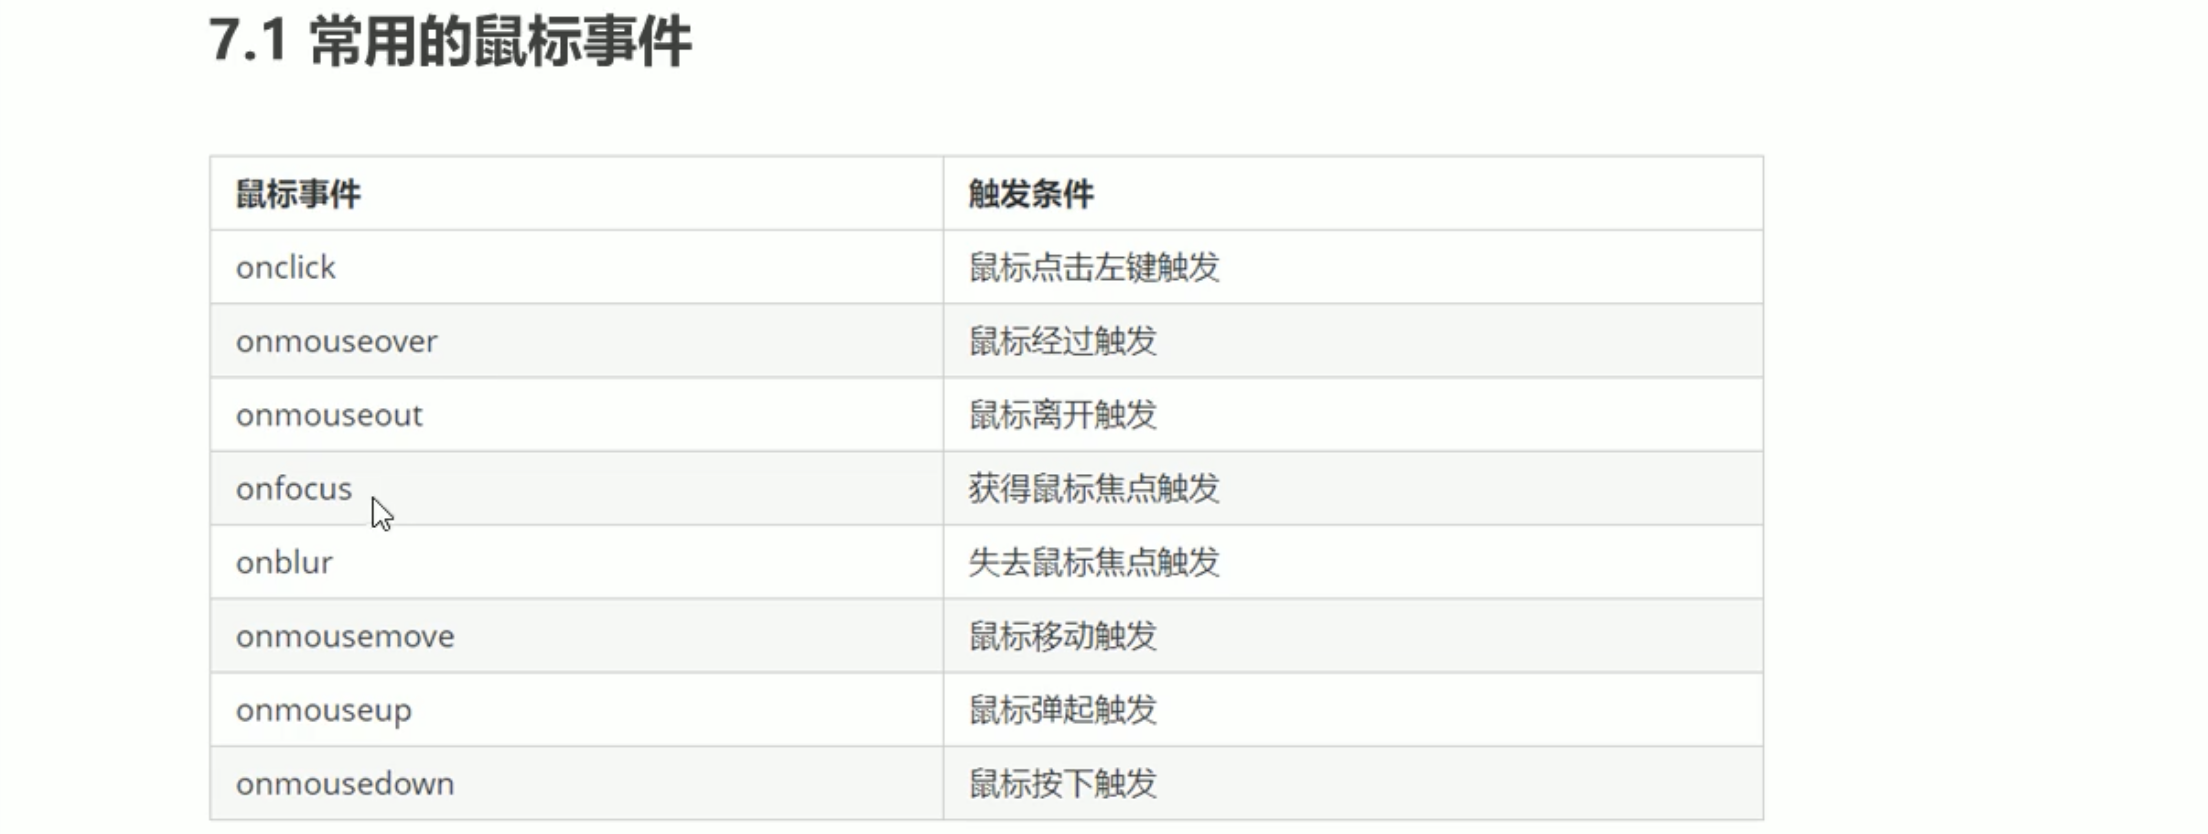 7.1 常用的鼠标事件
鼠标事件 触发条件
onclick 鼠标点击左键触发
onmouseover 鼠标经过触发
onmouseout 鼠标离开触发
onfocus 获得鼠标焦点触发
onblur 失去鼠标焦点触发
onmousemove 鼠标移动触发
onmouseup 鼠标弹起触发
onmousedown 鼠标按下触发